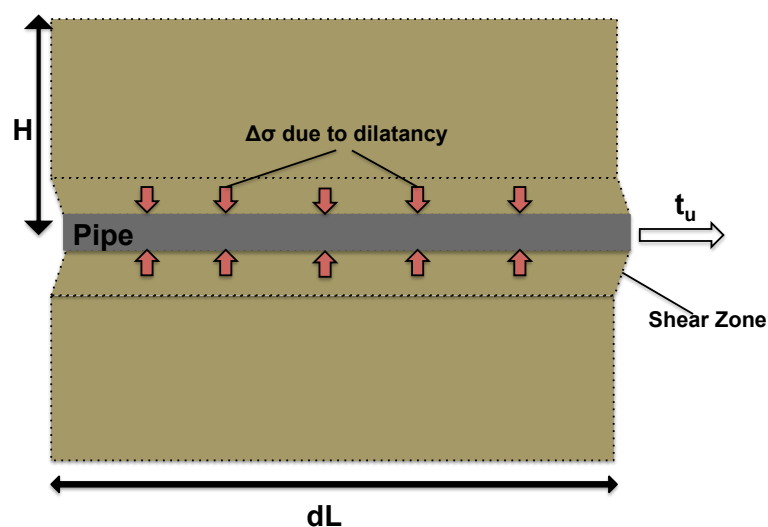 H
Δσ due to dilatancy
Pipe
t_u
Shear Zone
dL